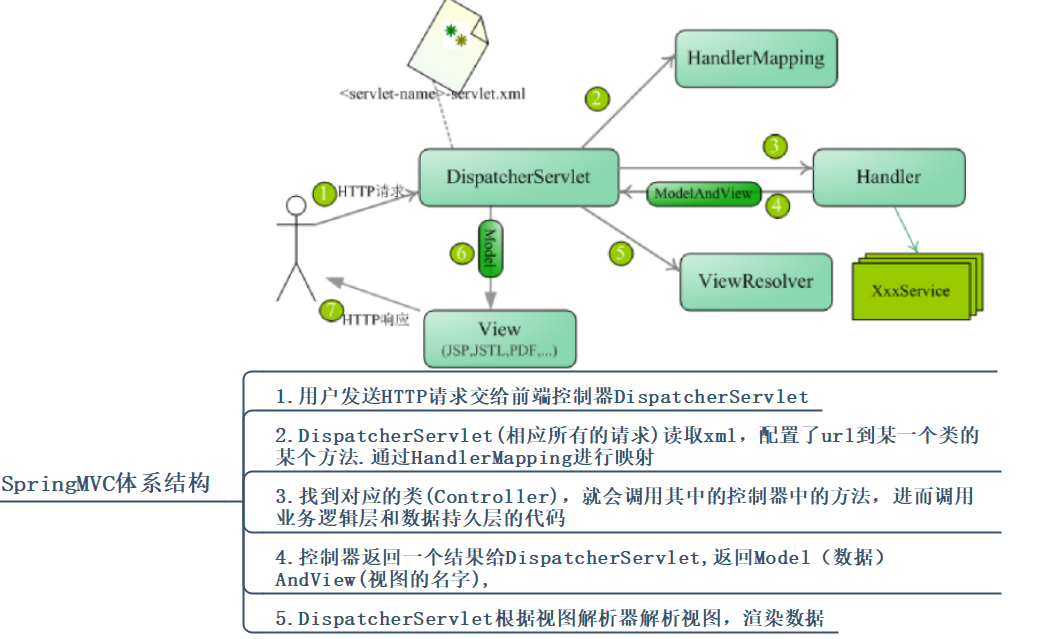 <servlet-name>-servlet.xml
HandlerMapping
2
3
DispatcherServlet
Handler
1
HTTP请求
ModelAndView
4
6
Model
5
ViewResolver
XxxService
7
HTTP响应
View
(JSP,JSTL,PDF,...)
SpringMVC体系结构
1.用户发送HTTP请求交给前端控制器DispatcherServlet
2.DispatcherServlet(相应所有的请求)读取xml，配置了url到某一个类的
某个方法.通过HandlerMapping进行映射
3.找到对应的类(Controller)，就会调用其中的控制器中的方法，进而调用
业务逻辑层和数据持久层的代码
4.控制器返回一个结果给DispatcherServlet,返回Model（数据）
AndView(视图的名字),
5.DispatcherServlet根据视图解析器解析视图，渲染数据